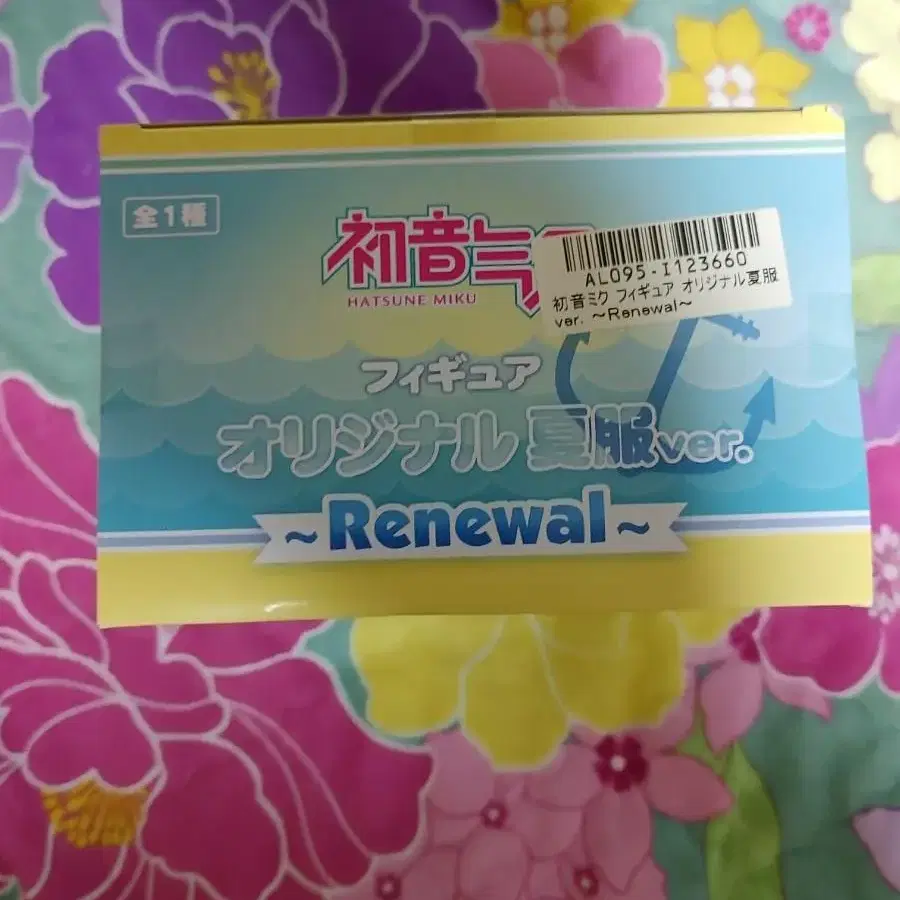 全1種
初音ミク
HATSUNE MIKU
AL095-I123660
初音ミク フィギュア オリジナル夏服
ver. ～Renewal～
フィギュア
オリジナル 夏服ver.
～Renewal～